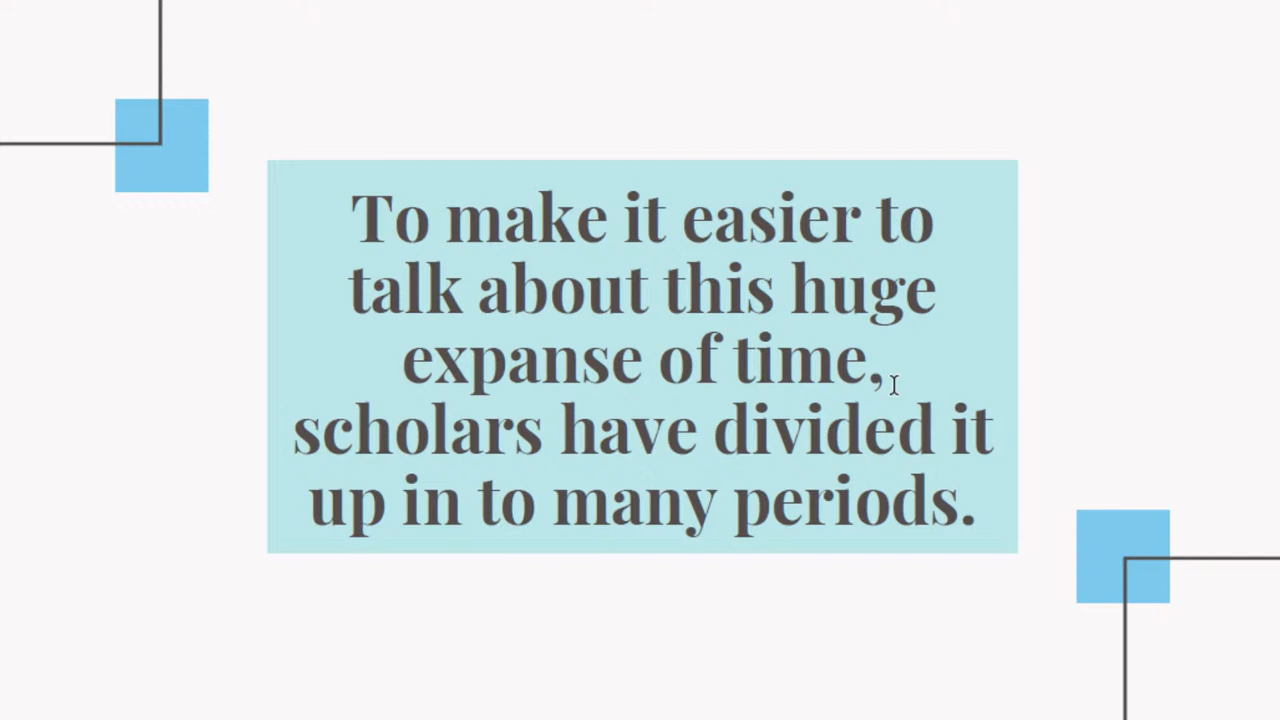 To make it easier to
talk about this huge
expanse of time,
scholars have divided it
up in to many periods.